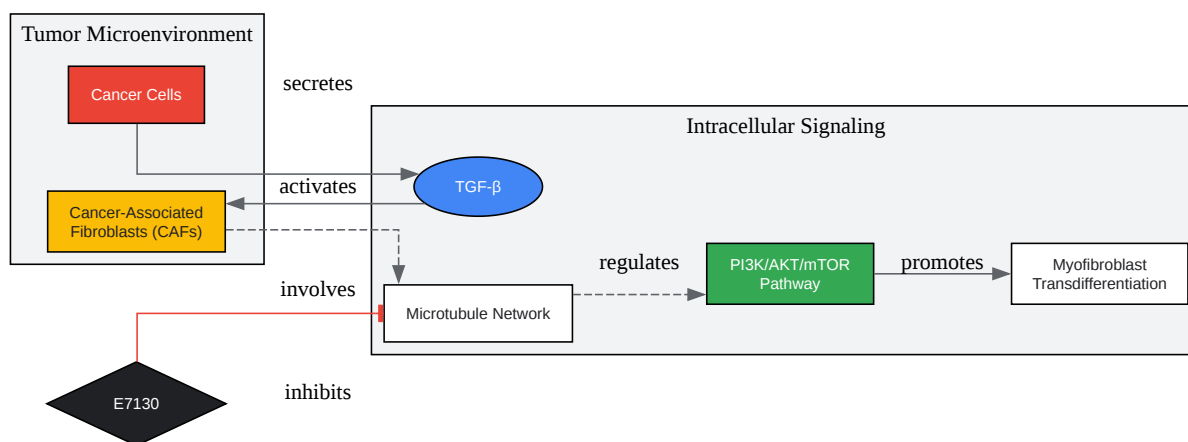 Tumor Microenvironment
Cancer Cells
secretes
Intracellular Signaling
TGF-β
activates
Cancer-Associated
Fibroblasts (CAFs)
regulates
PI3K/AKT/mTOR
Pathway
promotes
Myofibroblast
Transdifferentiation
involves
Microtubule Network
E7130
inhibits